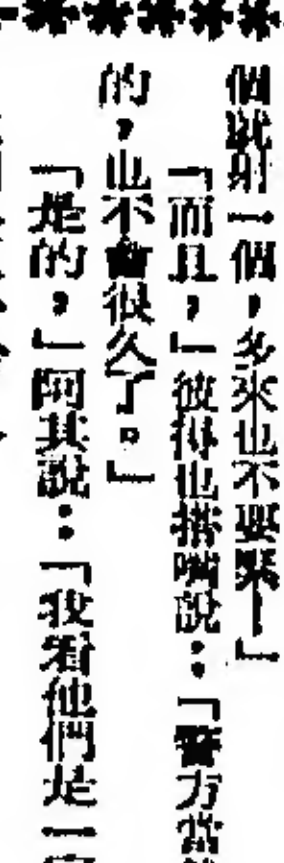 個就射一個，多來也不要緊！」
「而且，」彼得也搭嘴說：「警方當
的，也不會很久了。」
「是的，」阿其說：「我看他們是一定